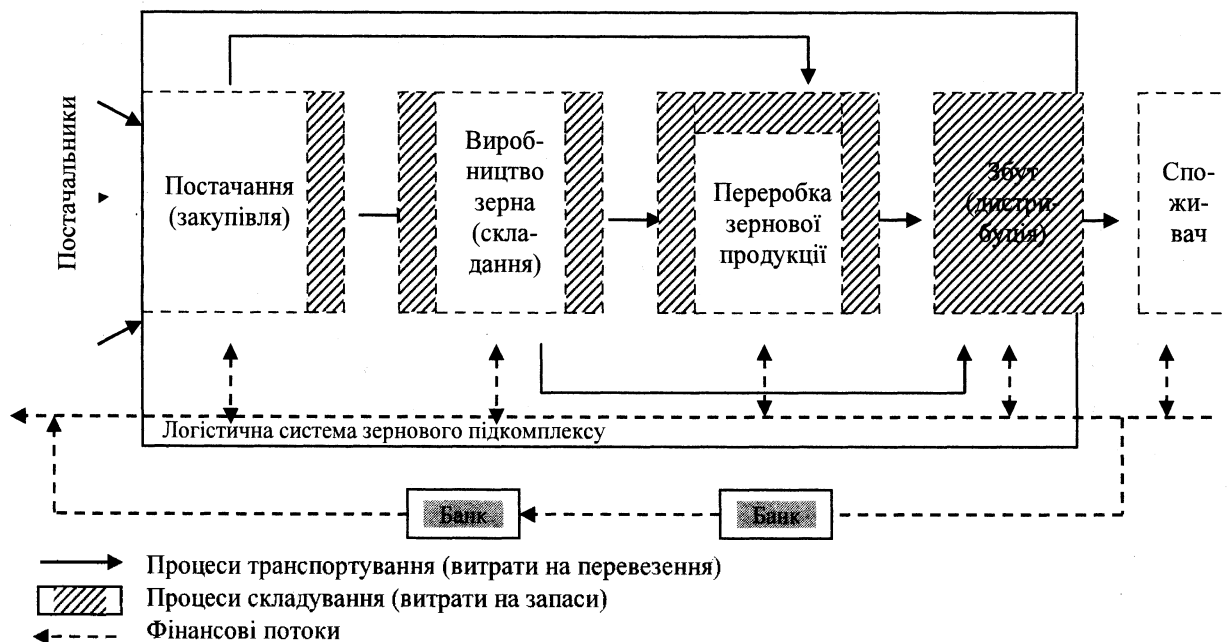 Постачальники
Постачання
(закупівля)
Вироб-
ництво
зерна
(скла-
дання)
Переробка
зернової
продукції
Збут
(дистри-
буція)
Спо-
жи-
вач
Логістична система зернового підкомплексу
Банк
Банк
Процеси транспортування (витрати на перевезення)
Процеси складування (витрати на запаси)
Фінансові потоки